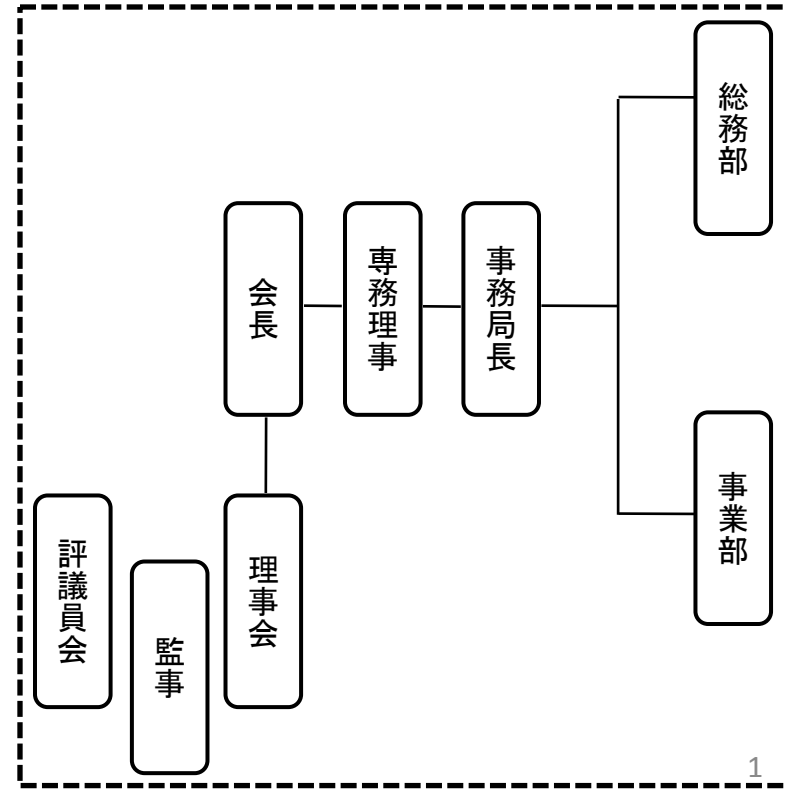 総務部
会長
専務理事
事務局長
事業部
評議員会
監事
理事会
1